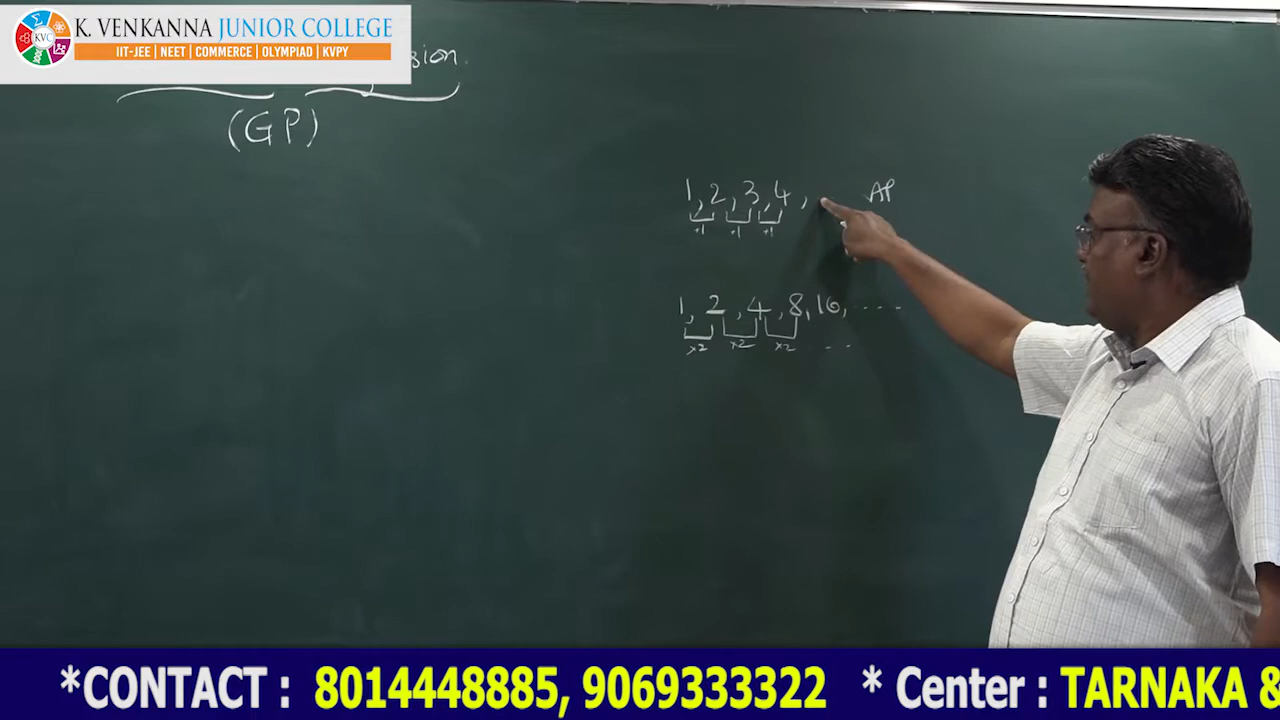 K. VENKANNA JUNIOR COLLEGE
KVC
IIT-JEE | NEET | COMMERCE | OLYMPIAD | KVPY
(GP)
1, 2, 3, 4, AP
+1 +1 +1
1, 2, 4, 8, 16, ....
×2 ×2 ×2 ...
*CONTACT : 8014448885, 9069333322 * Center : TARNAKA &